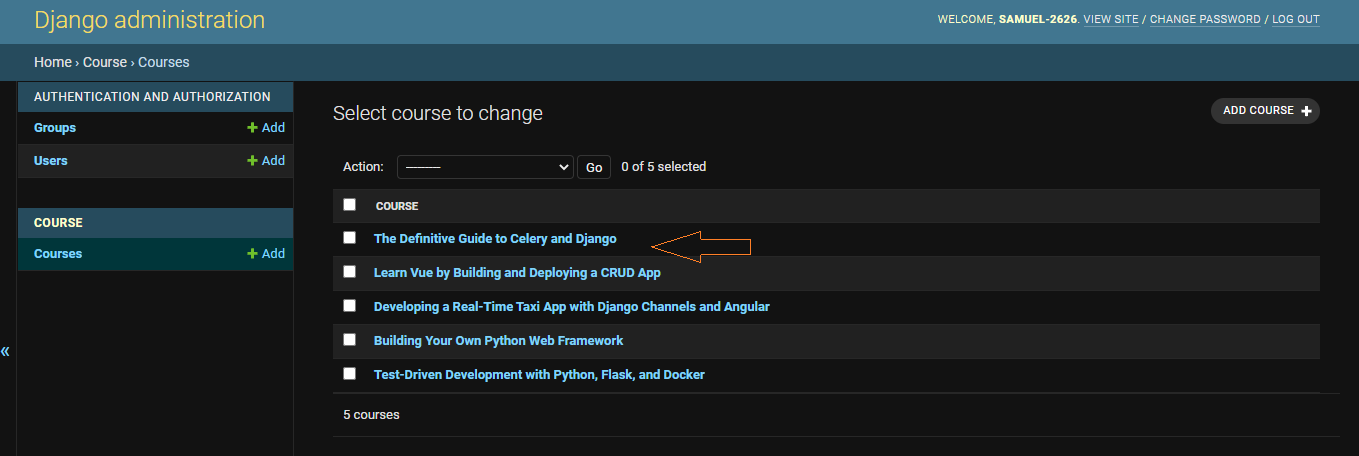 Django administration
WELCOME, SAMUEL-2626. VIEW SITE / CHANGE PASSWORD / LOG OUT
Home › Course › Courses
AUTHENTICATION AND AUTHORIZATION
Groups + Add
Users + Add
COURSE
Courses + Add
«
Select course to change
ADD COURSE +
Action: --------- Go 0 of 5 selected
COURSE
The Definitive Guide to Celery and Django
Learn Vue by Building and Deploying a CRUD App
Developing a Real-Time Taxi App with Django Channels and Angular
Building Your Own Python Web Framework
Test-Driven Development with Python, Flask, and Docker
5 courses